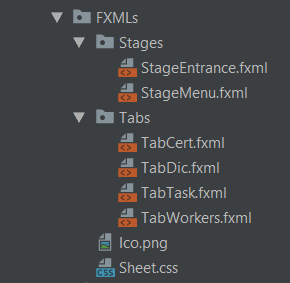 FXMLs
Stages
StageEntrance.fxml
StageMenu.fxml
Tabs
TabCert.fxml
TabDic.fxml
TabTask.fxml
TabWorkers.fxml
Ico.png
Sheet.css